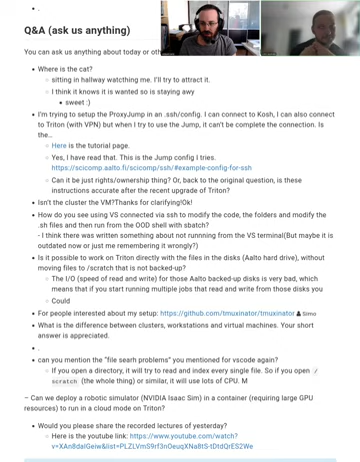 .
Q&A (ask us anything)
You can ask us anything about today or oth
Where is the cat?
sitting in hallway watcthing me. I'll try to attract it.
I think it knows it is wanted so is staying awy
sweet :)
I'm trying to setup the ProxyJump in an .ssh/config. I can connect to Kosh, I can also
connect to Triton (with VPN) but when I try to use the Jump, it can't be complete the connection. Is
the...
Here is the tutorial page.
Yes, I have read that. This is the Jump config I tries.
https://scicomp.aalto.fi/scicomp/ssh/#example-config-for-ssh
Can it be just rights/ownership thing? Or, back to the original question, is these
instructions accurate after the recent upgrade of Triton?
Isn't the cluster the VM?Thanks for clarifying!Ok!
How do you see using VS connected via ssh to modify the code, the folders and modify the
.sh files and then run from the OOD shell with sbatch?
- I think there was written something about not runnning from the VS terminal(But maybe it is
outdated now or just me remembering it wrongly?)
Is it possible to work on Triton directly with the files in the disks (Aalto hard drive), without
moving files to /scratch that is not backed-up?
The I/O (speed of read and write) for those Aalto backed-up disks is very bad, which
means that if you start running multiple jobs that read and write from those disks you
Could
For people interested about my setup: https://github.com/tmuxinator/tmuxinator Simo
What is the difference between clusters, workstations and virtual machines. Your short
answer is appreciated.
.
can you mention the "file searh problems" you mentioned for vscode again?
If you open a directory, it will try to read and index every single file. So if you open /
scratch (the whole thing) or similar, it will use lots of CPU. M
– Can we deploy a robotic simulator (NVIDIA Isaac Sim) in a container (requiring large GPU
resources) to run in a cloud mode on Triton?
Would you please share the recorded lectures of yesterday?
Here is the youtube link: https://www.youtube.com/watch?